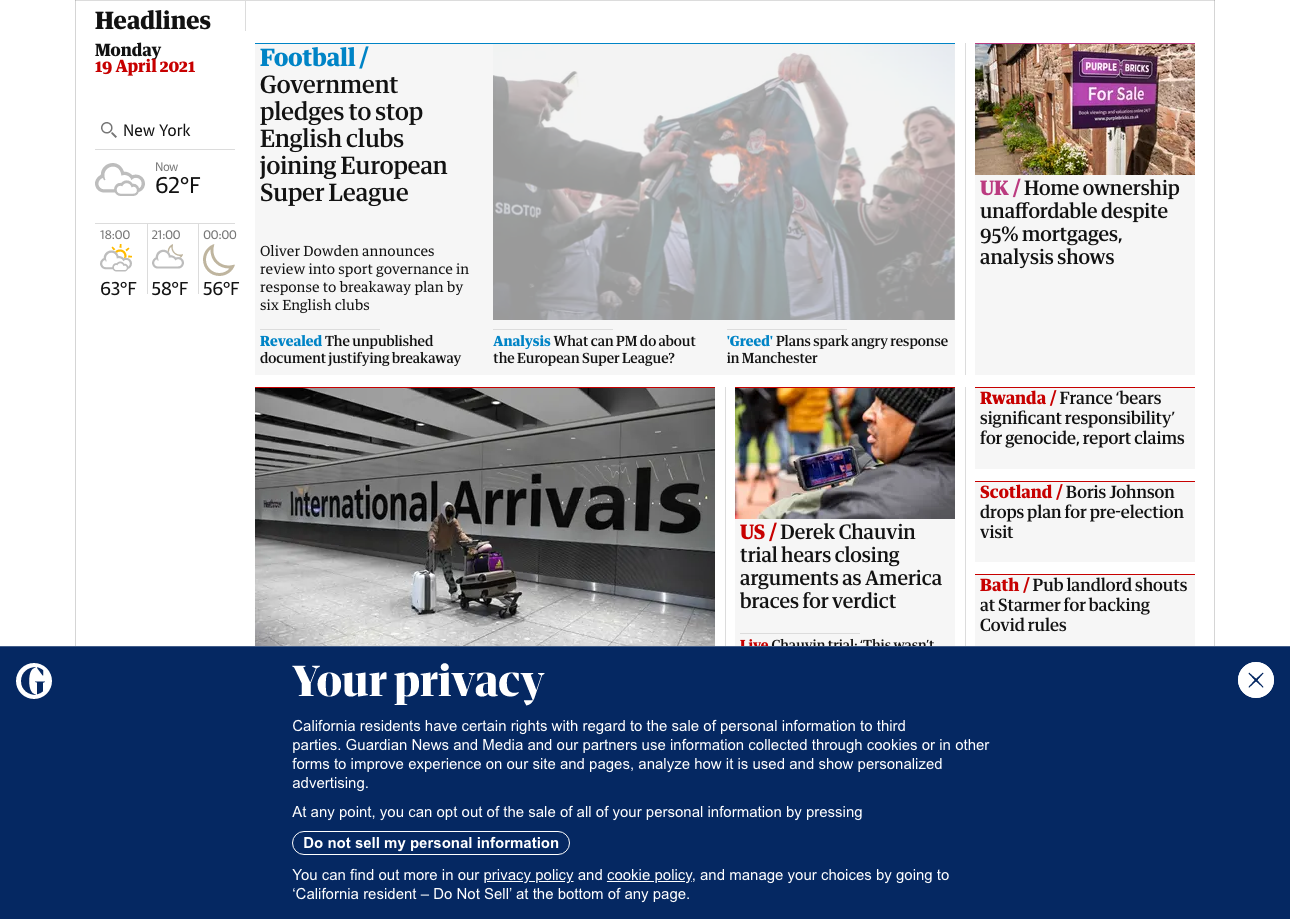 Headlines
Monday
19 April 2021
New York
Now
62°F
18:00
21:00
00:00
63°F
58°F
56°F
Football /
Government
pledges to stop
English clubs
joining European
Super League
Oliver Dowden announces
review into sport governance in
response to breakaway plan by
six English clubs
SBOTOP
Revealed The unpublished
document justifying breakaway
Analysis What can PM do about
the European Super League?
'Greed' Plans spark angry response
in Manchester
PURPLE BRICKS
For Sale
Book viewings and valuations online 24/7
www.purplebricks.co.uk
UK / Home ownership
unaffordable despite
95% mortgages,
analysis shows
International Arrivals
US / Derek Chauvin
trial hears closing
arguments as America
braces for verdict
Live Chauvin trial: ‘This wasn’t
Rwanda / France ‘bears
significant responsibility’
for genocide, report claims
Scotland / Boris Johnson
drops plan for pre-election
visit
Bath / Pub landlord shouts
at Starmer for backing
Covid rules
G
Your privacy
California residents have certain rights with regard to the sale of personal information to third
parties. Guardian News and Media and our partners use information collected through cookies or in other
forms to improve experience on our site and pages, analyze how it is used and show personalized
advertising.
At any point, you can opt out of the sale of all of your personal information by pressing
Do not sell my personal information
You can find out more in our privacy policy and cookie policy, and manage your choices by going to
‘California resident – Do Not Sell’ at the bottom of any page.